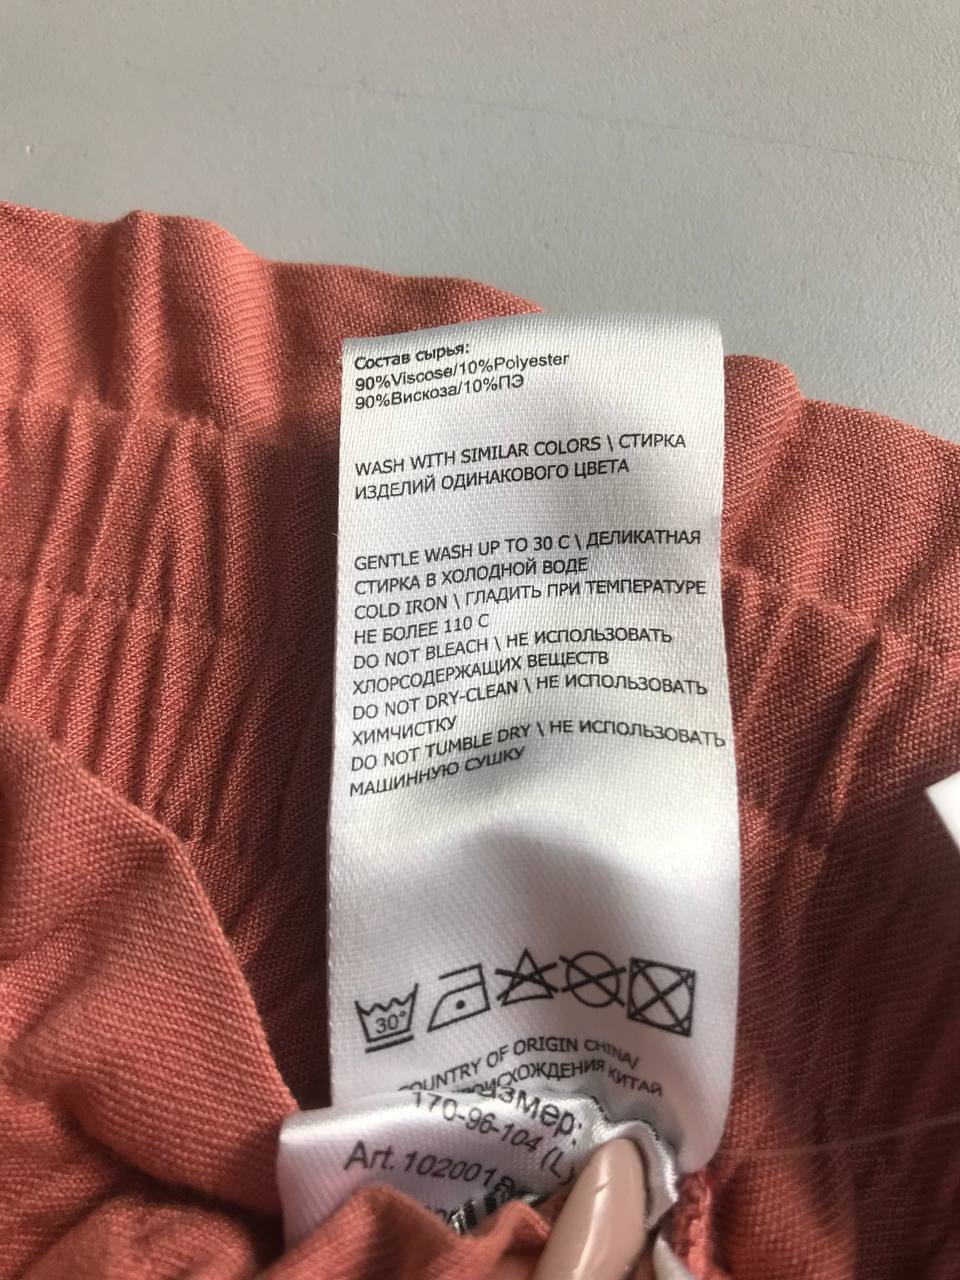 Состав сырья:
90%Viscose/10%Polyester
90%Вискоза/10%ПЭ
WASH WITH SIMILAR COLORS \ СТИРКА
ИЗДЕЛИЙ ОДИНАКОВОГО ЦВЕТА
GENTLE WASH UP TO 30 C \ ДЕЛИКАТНАЯ
СТИРКА В ХОЛОДНОЙ ВОДЕ
COLD IRON \ ГЛАДИТЬ ПРИ ТЕМПЕРАТУРЕ
НЕ БОЛЕЕ 110 С
DO NOT BLEACH \ НЕ ИСПОЛЬЗОВАТЬ
ХЛОРСОДЕРЖАЩИХ ВЕЩЕСТВ
DO NOT DRY-CLEAN \ НЕ ИСПОЛЬЗОВАТЬ
ХИМЧИСТКУ
DO NOT TUMBLE DRY \ НЕ ИСПОЛЬЗОВАТЬ
МАШИННУЮ СУШКУ
30°
COUNTRY OF ORIGIN CHINA/
КИТАЙ
170-96-104 (L)
Art.